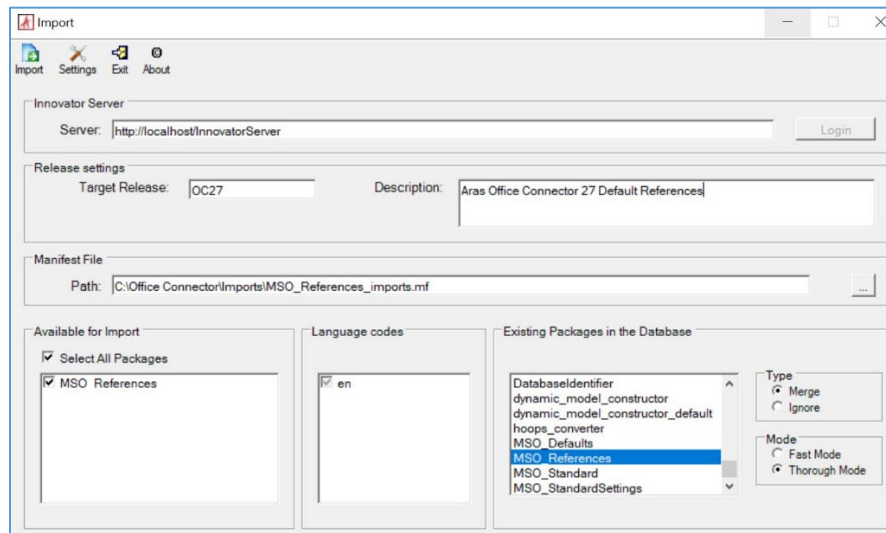 Import
Import Settings Exit About
Innovator Server
Server: http://localhost/InnovatorServer Login
Release settings
Target Release: OC27 Description: Aras Office Connector 27 Default References
Manifest File
Path: C:\Office Connector\Imports\MSO_References_imports.mf ...
Available for Import
Select All Packages
MSO_References
Language codes
en
Existing Packages in the Database
DatabaseIdentifier
dynamic_model_constructor
dynamic_model_constructor_default
hoops_converter
MSO_Defaults
MSO_References
MSO_Standard
MSO_StandardSettings
Type
Merge
Ignore
Mode
Fast Mode
Thorough Mode